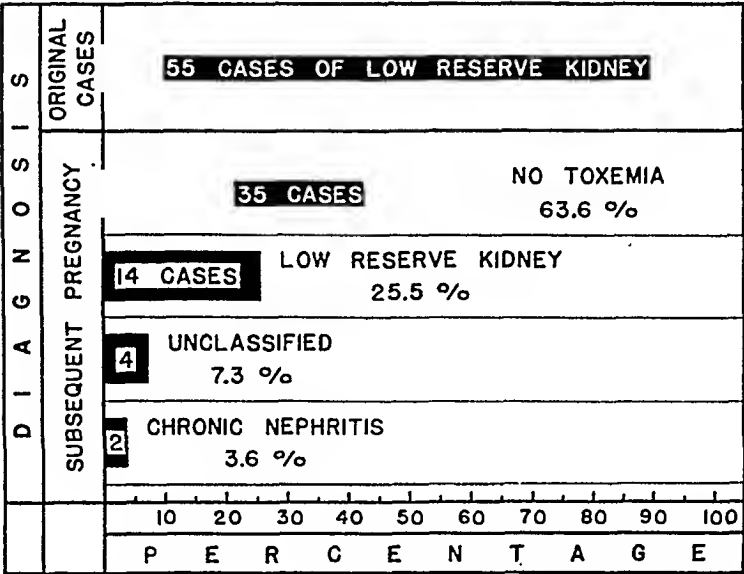 DIAGNOSIS
ORIGINAL
CASES
55 CASES OF LOW RESERVE KIDNEY
SUBSEQUENT PREGNANCY
35 CASES
NO TOXEMIA
63.6 %
14 CASES
LOW RESERVE KIDNEY
25.5 %
4
UNCLASSIFIED
7.3 %
2
CHRONIC NEPHRITIS
3.6 %
10 20 30 40 50 60 70 80 90 100
PERCENTAGE